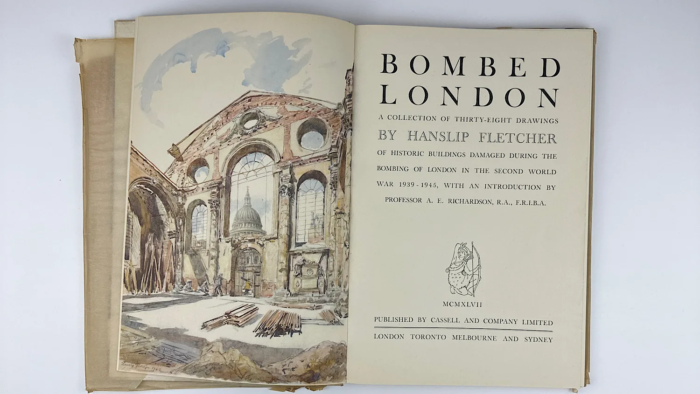 BOMBED
LONDON
A COLLECTION OF THIRTY-EIGHT DRAWINGS
BY HANSLIP FLETCHER
OF HISTORIC BUILDINGS DAMAGED DURING THE
BOMBING OF LONDON IN THE SECOND WORLD
WAR 1939-1945, WITH AN INTRODUCTION BY
PROFESSOR A. E. RICHARDSON, R.A., F.R.I.B.A.
MCMXLVII
PUBLISHED BY CASSELL AND COMPANY LIMITED
LONDON TORONTO MELBOURNE AND SYDNEY